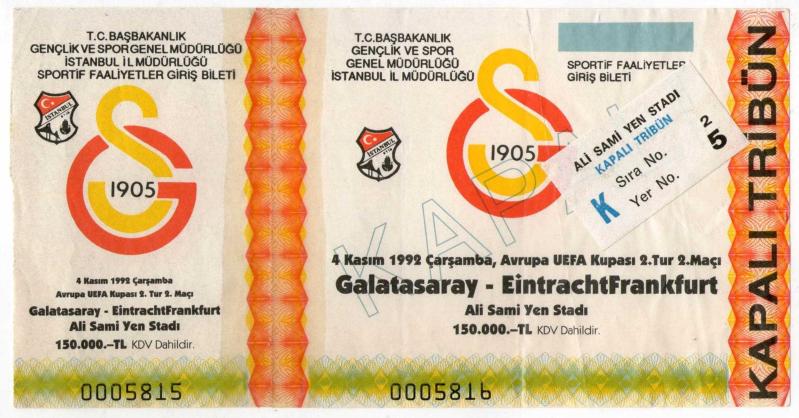 T.C. BAŞBAKANLIK
GENÇLİK VE SPOR GENEL MÜDÜRLÜĞÜ
İSTANBUL İL MÜDÜRLÜĞÜ
SPORTİF FAALİYETLER GİRİŞ BİLETİ
İSTANBUL
1905
4 Kasım 1992 Çarşamba
Avrupa UEFA Kupası 2. Tur 2. Maçı
Galatasaray - EintrachtFrankfurt
Ali Sami Yen Stadı
150.000.–TL KDV Dahildir.
0005815
T.C. BAŞBAKANLIK
GENÇLİK VE SPOR
GENEL MÜDÜRLÜĞÜ
İSTANBUL İL MÜDÜRLÜĞÜ
İSTANBUL
1905
SPORTİF FAALİYETLER
GİRİŞ BİLETİ
ALİ SAMİ YEN STADI
KAPALI TRİBÜN
K
Sıra No. 2
Yer No. 5
4 Kasım 1992 Çarşamba, Avrupa UEFA Kupası 2.Tur 2.Maçı
Galatasaray - EintrachtFrankfurt
Ali Sami Yen Stadı
150.000.–TL KDV Dahildir.
0005816
KAPALI TRİBÜN